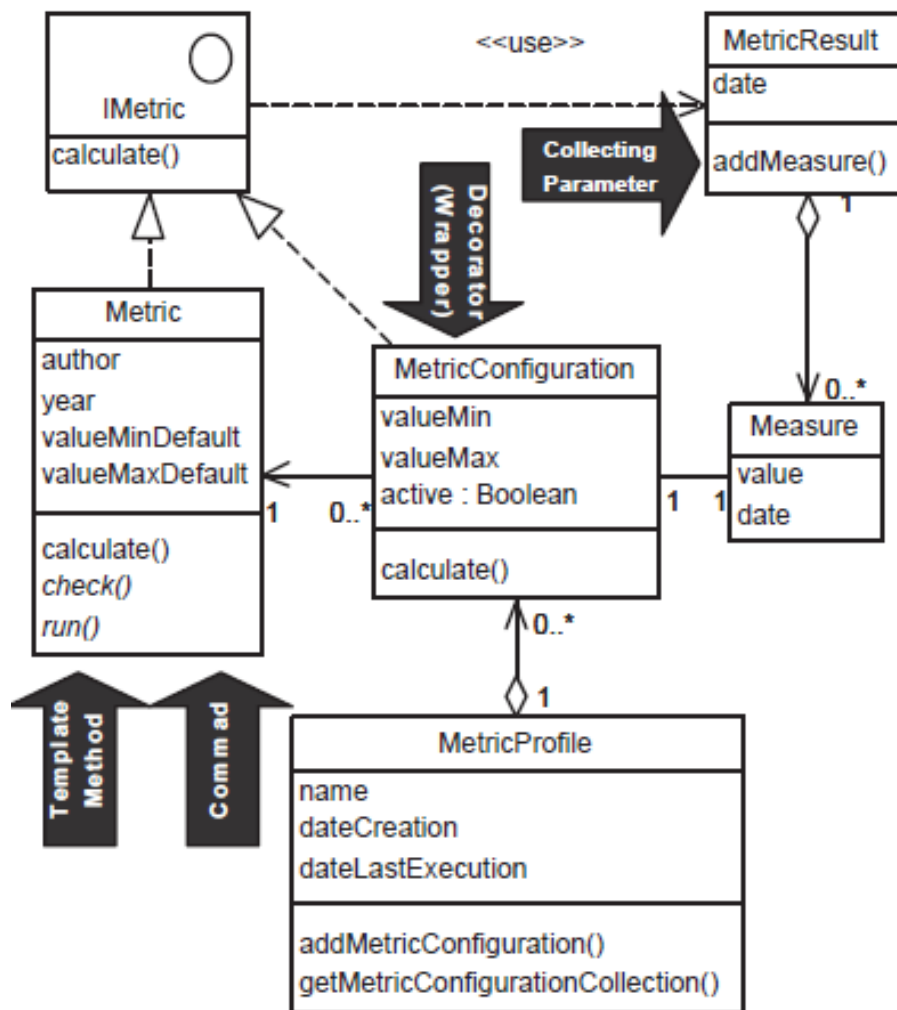 IMetric
calculate()
<<use>>
MetricResult
date
addMeasure()
Collecting
Parameter
Decorator
(Wrapper)
1
Metric
author
year
valueMinDefault
valueMaxDefault
calculate()
check()
run()
1
0..*
MetricConfiguration
valueMin
valueMax
active : Boolean
calculate()
1
1
0..*
Measure
value
date
Template
Method
Commad
0..*
1
MetricProfile
name
dateCreation
dateLastExecution
addMetricConfiguration()
getMetricConfigurationCollection()